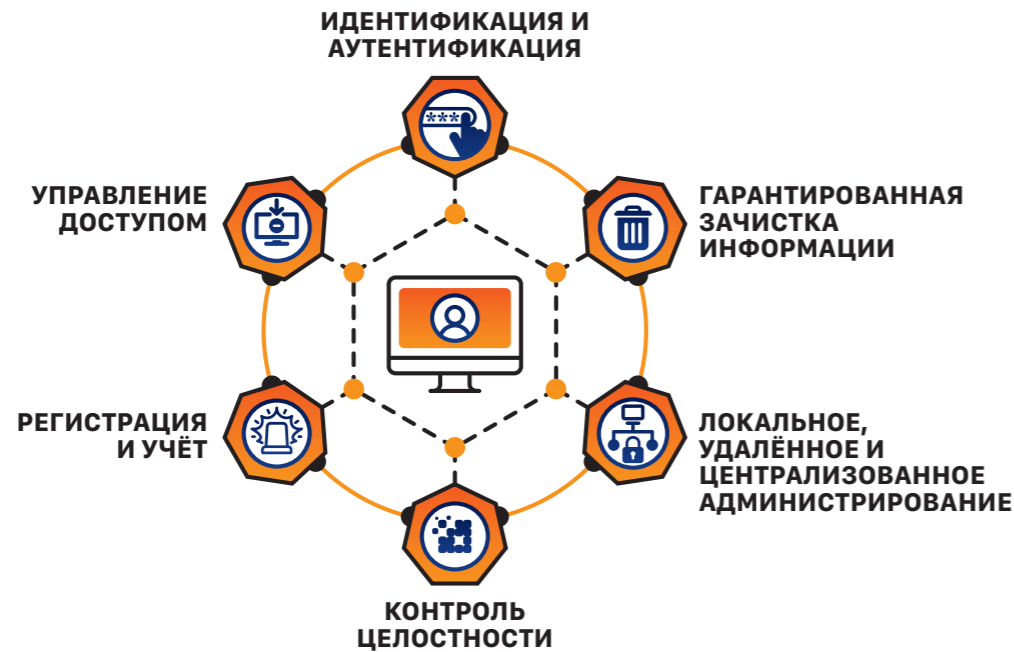 ИДЕНТИФИКАЦИЯ И
АУТЕНТИФИКАЦИЯ
***
УПРАВЛЕНИЕ
ДОСТУПОМ
ГАРАНТИРОВАННАЯ
ЗАЧИСТКА
ИНФОРМАЦИИ
РЕГИСТРАЦИЯ
И УЧЁТ
ЛОКАЛЬНОЕ,
УДАЛЁННОЕ И
ЦЕНТРАЛИЗОВАННОЕ
АДМИНИСТРИРОВАНИЕ
КОНТРОЛЬ
ЦЕЛОСТНОСТИ